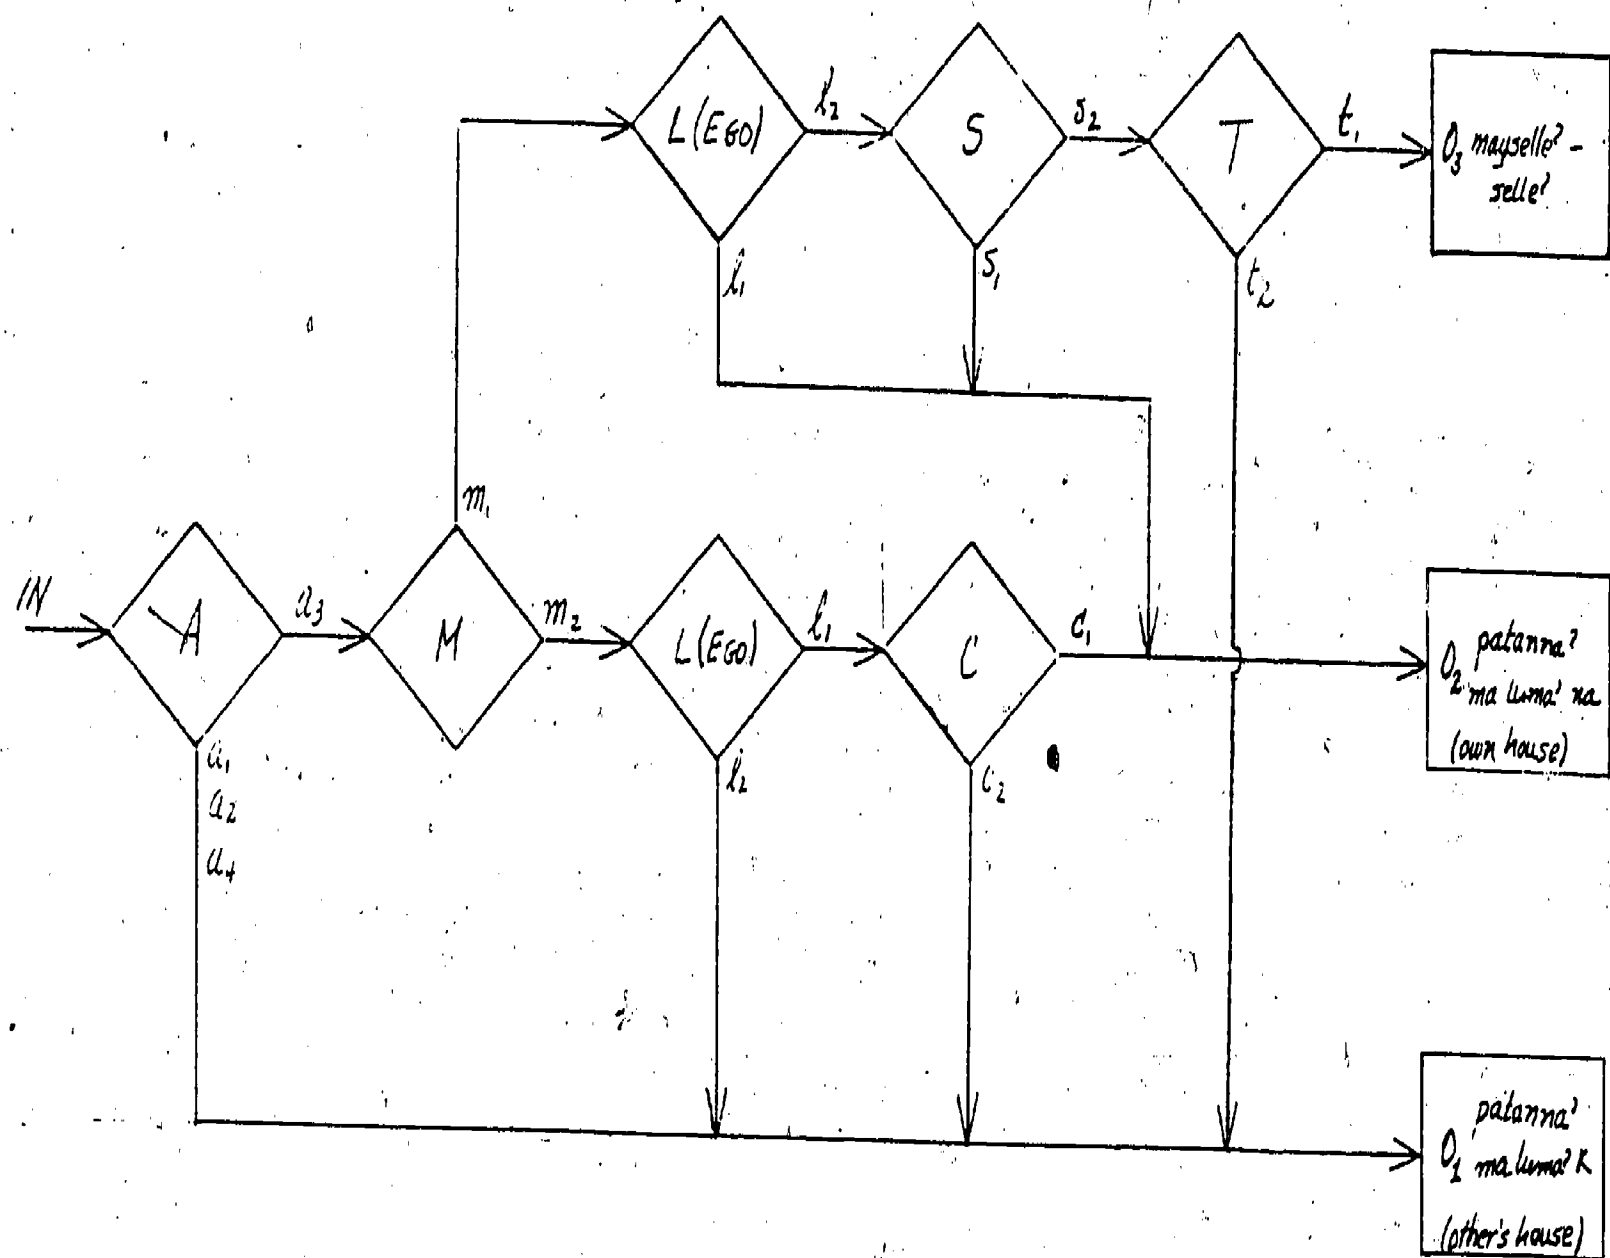 L(EGO)
l₂
S
s₂
T
t₁
O₃ mayselle? -
selle?
l₁
s₁
t₂
m₁
IN
A
a₃
M
m₂
L(EGO)
l₁
C
c₁
O₂ patanna?
ma luma? na
(own house)
a₁
a₂
a₄
l₂
c₂
patanna?
O₁ ma luma? K
(other's house)